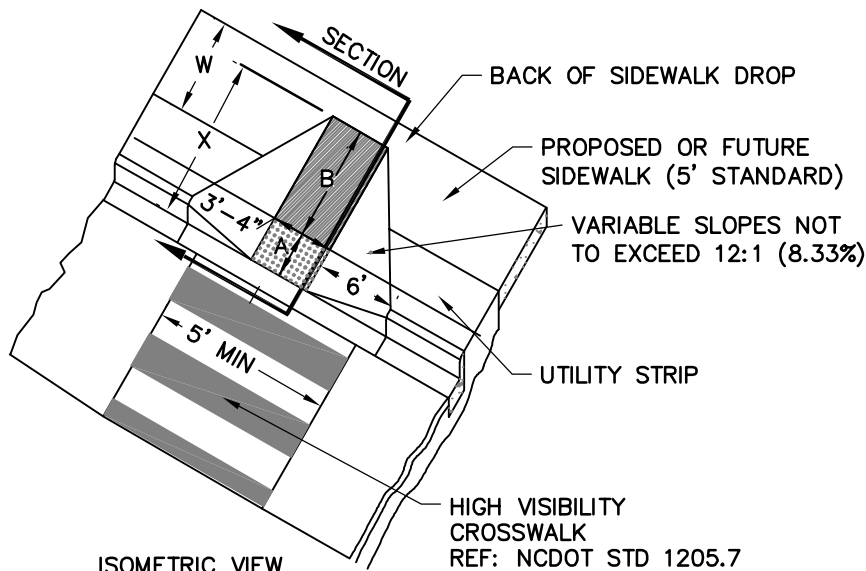 SECTION
W
X
B
3'-4"
A
6'
5' MIN
BACK OF SIDEWALK DROP
PROPOSED OR FUTURE
SIDEWALK (5' STANDARD)
VARIABLE SLOPES NOT
TO EXCEED 12:1 (8.33%)
UTILITY STRIP
HIGH VISIBILITY
CROSSWALK
REF: NCDOT STD 1205.7
ISOMETRIC VIEW